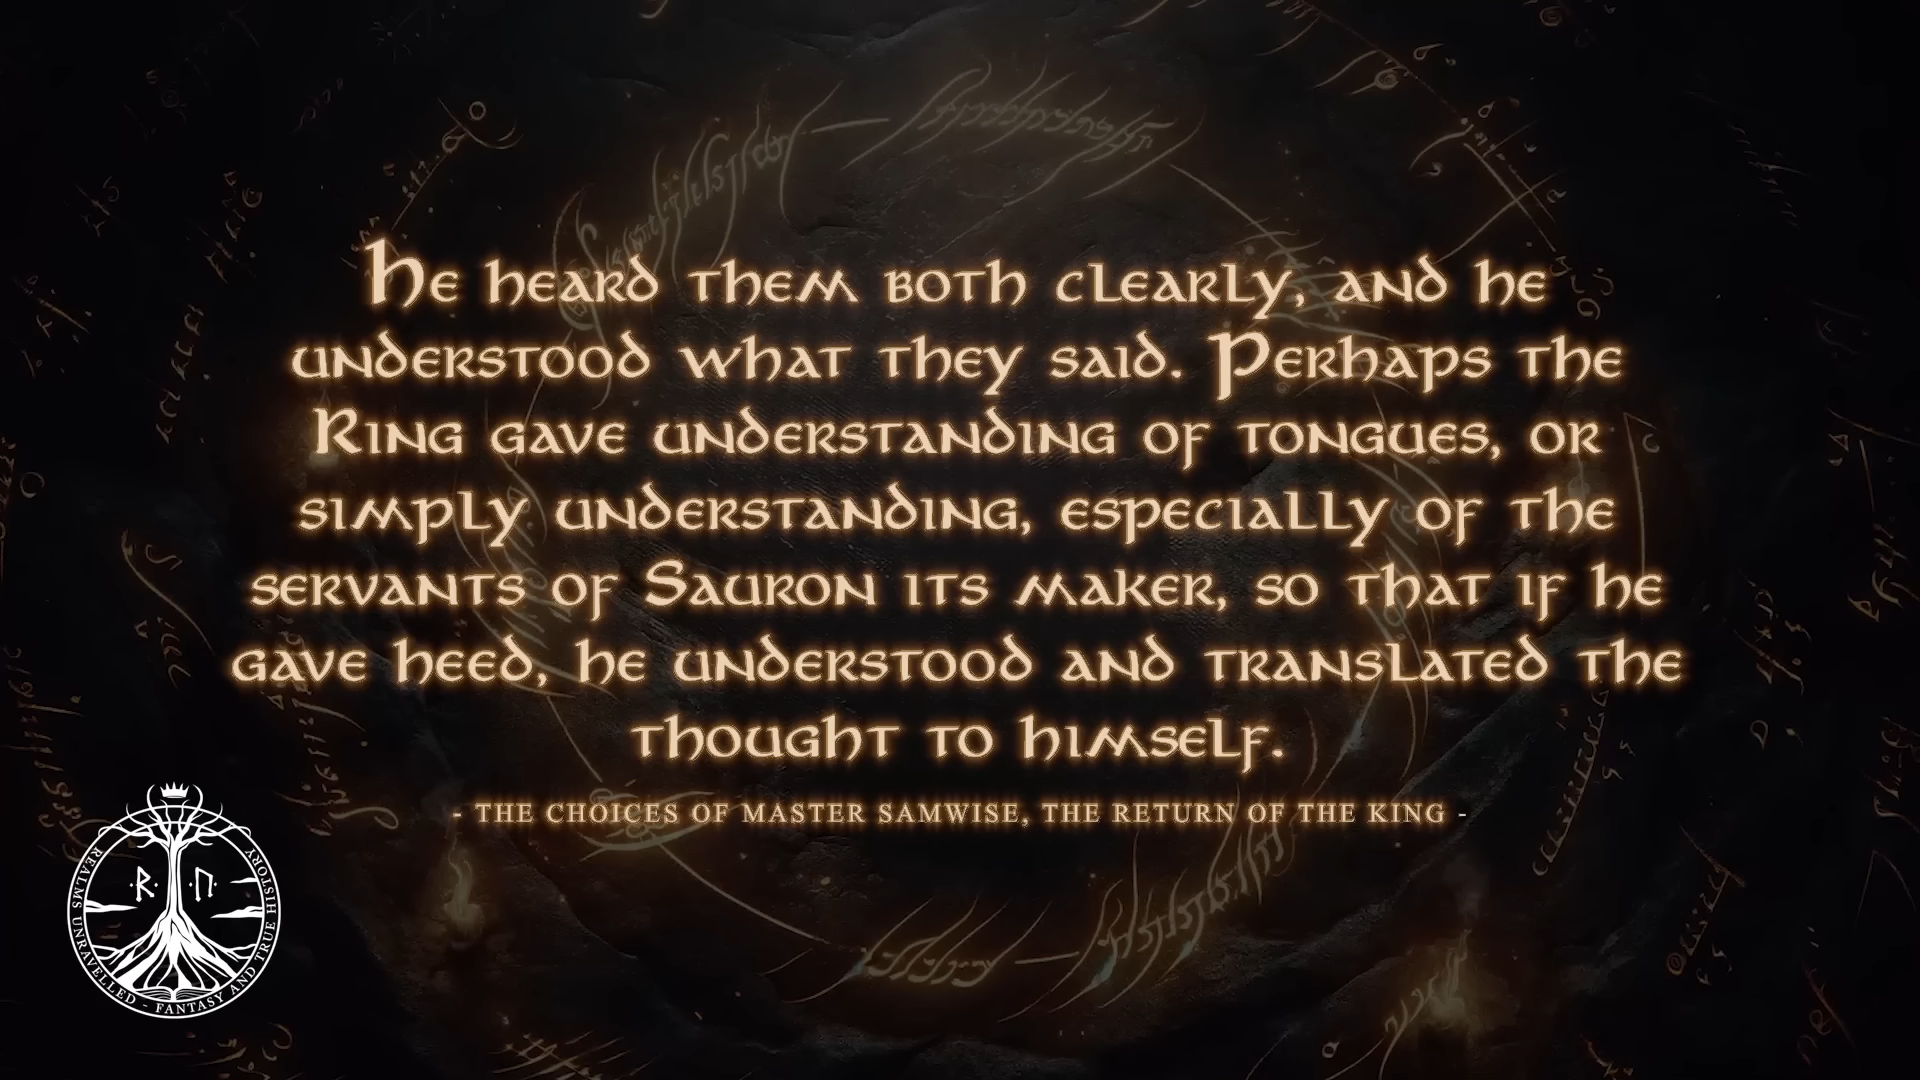 He heard them both clearly, and he
understood what they said. Perhaps the
Ring gave understanding of tongues, or
simply understanding, especially of the
servants of Sauron its maker, so that if he
gave heed, he understood and translated the
thought to himself.
- THE CHOICES OF MASTER SAMWISE, THE RETURN OF THE KING -
REALMS UNRAVELLED - FANTASY AND TRUE HISTORY